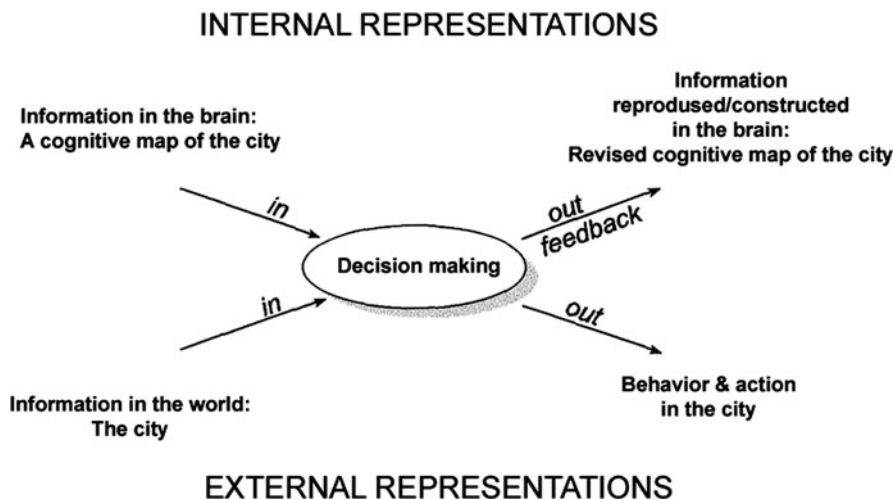 INTERNAL REPRESENTATIONS
Information in the brain:
A cognitive map of the city
Information
reprodused/constructed
in the brain:
Revised cognitive map of the city
in
out
feedback
Decision making
in
out
Information in the world:
The city
Behavior & action
in the city
EXTERNAL REPRESENTATIONS